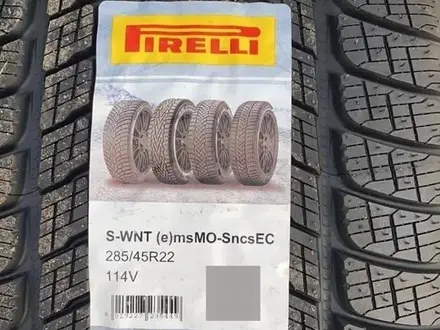 PIRELLI
S-WNT (e)msMO-SncsEC
285/45R22
114V